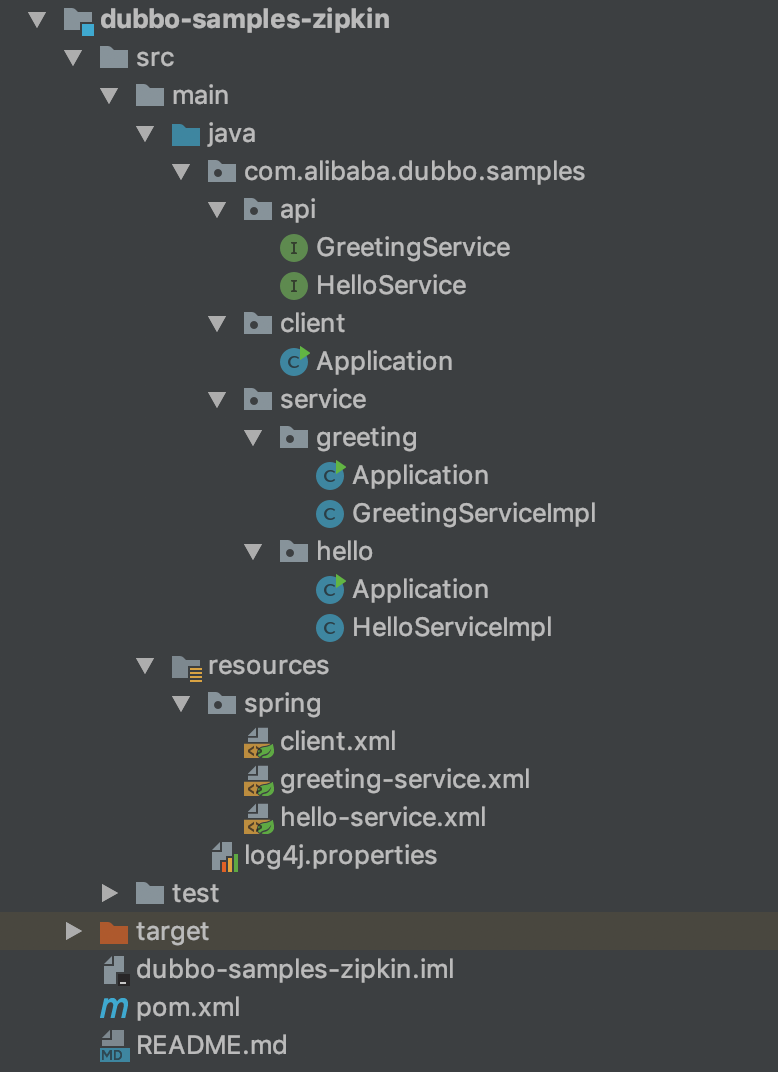 dubbo-samples-zipkin
src
main
java
com.alibaba.dubbo.samples
api
I GreetingService
I HelloService
client
C Application
service
greeting
C Application
C GreetingServiceImpl
hello
C Application
C HelloServiceImpl
resources
spring
<> client.xml
<> greeting-service.xml
<> hello-service.xml
log4j.properties
test
target
dubbo-samples-zipkin.iml
m pom.xml
MD README.md